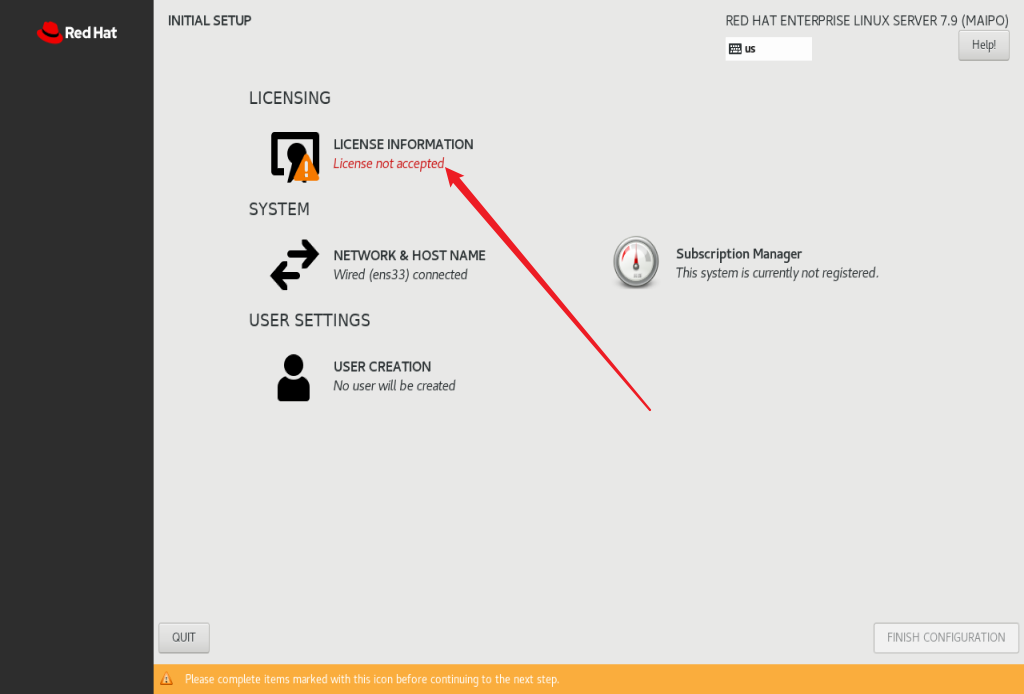 Red Hat
INITIAL SETUP
RED HAT ENTERPRISE LINUX SERVER 7.9 (MAIPO)
us
Help!
LICENSING
LICENSE INFORMATION
License not accepted
SYSTEM
NETWORK & HOST NAME
Wired (ens33) connected
Subscription Manager
This system is currently not registered.
USER SETTINGS
USER CREATION
No user will be created
QUIT
FINISH CONFIGURATION
Please complete items marked with this icon before continuing to the next step.